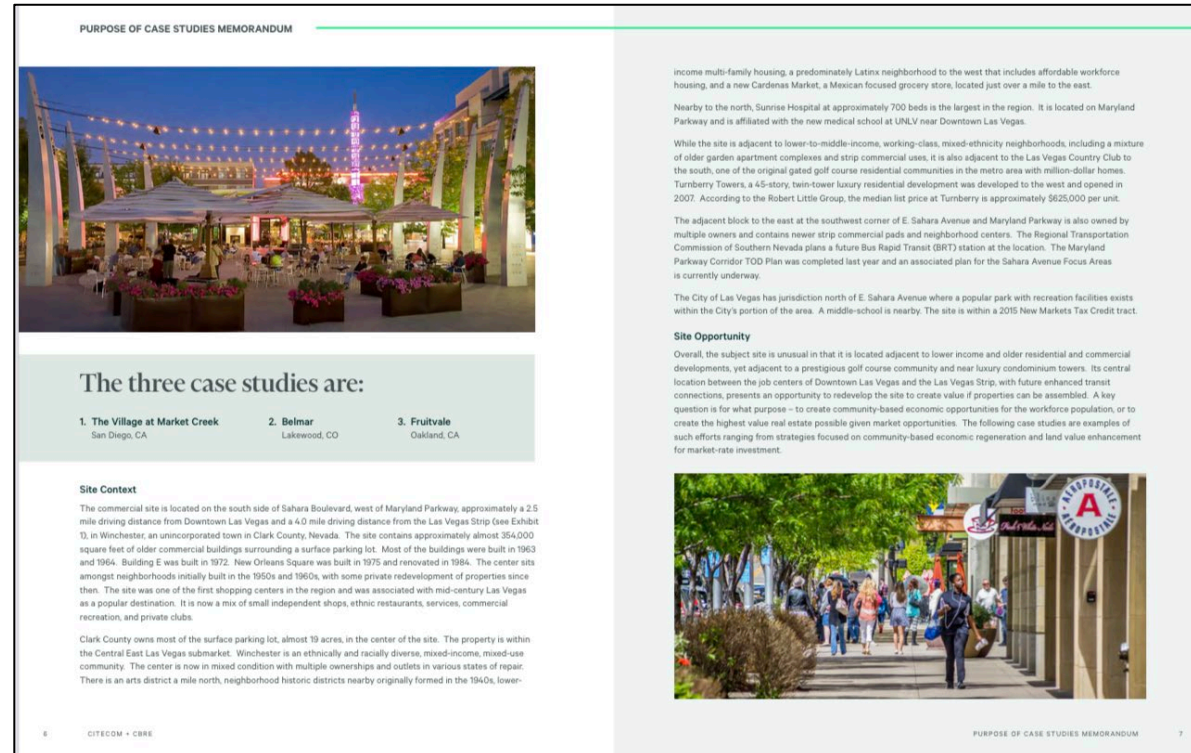 PURPOSE OF CASE STUDIES MEMORANDUM
The three case studies are:
1. The Village at Market Creek
San Diego, CA
2. Belmar
Lakewood, CO
3. Fruitvale
Oakland, CA
Site Context
The commercial site is located on the south side of Sahara Boulevard, west of Maryland Parkway, approximately a 2.5
mile driving distance from Downtown Las Vegas and a 4.0 mile driving distance from the Las Vegas Strip (see Exhibit
1), in Winchester, an unincorporated town in Clark County, Nevada. The site contains approximately almost 354,000
square feet of older commercial buildings surrounding a surface parking lot. Most of the buildings were built in 1963
and 1964. Building E was built in 1972. New Orleans Square was built in 1975 and renovated in 1984. The center sits
amongst neighborhoods initially built in the 1950s and 1960s, with some private redevelopment of properties since
then. The site was one of the first shopping centers in the region and was associated with mid-century Las Vegas
as a popular destination. It is now a mix of small independent shops, ethnic restaurants, services, commercial
recreation, and private clubs.
Clark County owns most of the surface parking lot, almost 19 acres, in the center of the site. The property is within
the Central East Las Vegas submarket. Winchester is an ethnically and racially diverse, mixed-income, mixed-use
community. The center is now in mixed condition with multiple ownerships and outlets in various states of repair.
There is an arts district a mile north, neighborhood historic districts nearby originally formed in the 1940s, lower-
6 CITECOM + CBRE
income multi-family housing, a predominately Latinx neighborhood to the west that includes affordable workforce
housing, and a new Cardenas Market, a Mexican focused grocery store, located just over a mile to the east.
Nearby to the north, Sunrise Hospital at approximately 700 beds is the largest in the region. It is located on Maryland
Parkway and is affiliated with the new medical school at UNLV near Downtown Las Vegas.
While the site is adjacent to lower-to-middle-income, working-class, mixed-ethnicity neighborhoods, including a mixture
of older garden apartment complexes and strip commercial uses, it is also adjacent to the Las Vegas Country Club to
the south, one of the original gated golf course residential communities in the metro area with million-dollar homes.
Turnberry Towers, a 45-story, twin-tower luxury residential development was developed to the west and opened in
2007. According to the Robert Little Group, the median list price at Turnberry is approximately $625,000 per unit.
The adjacent block to the east at the southwest corner of E. Sahara Avenue and Maryland Parkway is also owned by
multiple owners and contains newer strip commercial pads and neighborhood centers. The Regional Transportation
Commission of Southern Nevada plans a future Bus Rapid Transit (BRT) station at the location. The Maryland
Parkway Corridor TOD Plan was completed last year and an associated plan for the Sahara Avenue Focus Areas
is currently underway.
The City of Las Vegas has jurisdiction north of E. Sahara Avenue where a popular park with recreation facilities exists
within the City's portion of the area. A middle-school is nearby. The site is within a 2015 New Markets Tax Credit tract.
Site Opportunity
Overall, the subject site is unusual in that it is located adjacent to lower income and older residential and commercial
developments, yet adjacent to a prestigious golf course community and near luxury condominium towers. Its central
location between the job centers of Downtown Las Vegas and the Las Vegas Strip, with future enhanced transit
connections, presents an opportunity to redevelop the site to create value if properties can be assembled. A key
question is for what purpose – to create community-based economic opportunities for the workforce population, or to
create the highest value real estate possible given market opportunities. The following case studies are examples of
such efforts ranging from strategies focused on community-based economic regeneration and land value enhancement
for market-rate investment.
AÉROPOSTALE
A
AÉROPOSTALE
PURPOSE OF CASE STUDIES MEMORANDUM 7